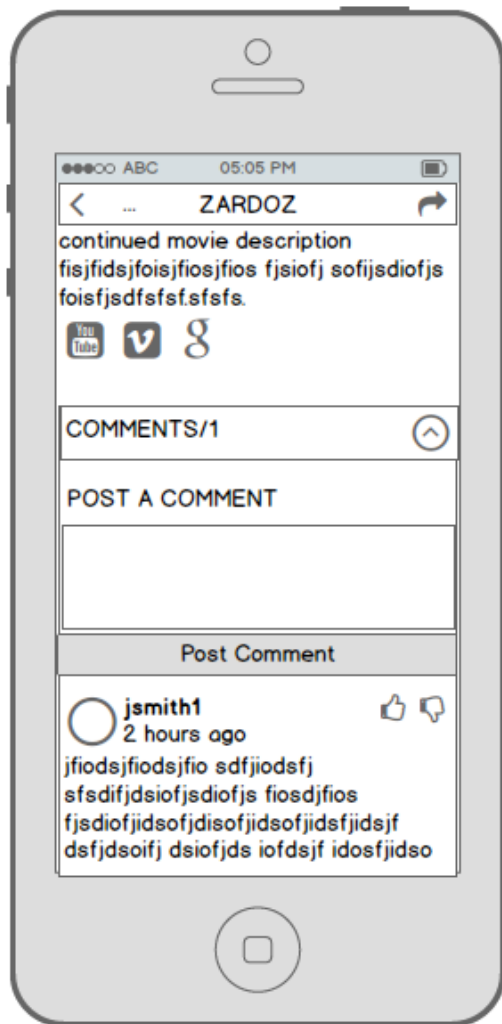 ABC 05:05 PM
... ZARDOZ
continued movie description
fisjfidsjfoisjfiosjfios fjsiofj sofijsdiofjs
foisfjsdfsfsf.sfsfs.
You
Tube
COMMENTS/1
POST A COMMENT
Post Comment
jsmith1
2 hours ago
jfiodsjfiodsjfio sdfjiodsfj
sfsdifjdsiofjsdiofjs fiosdjfios
fjsdiofjidsofjdisofjidsofjidsfjidsjf
dsfjdsoifj dsiofjds iofdsjf idosfjidso